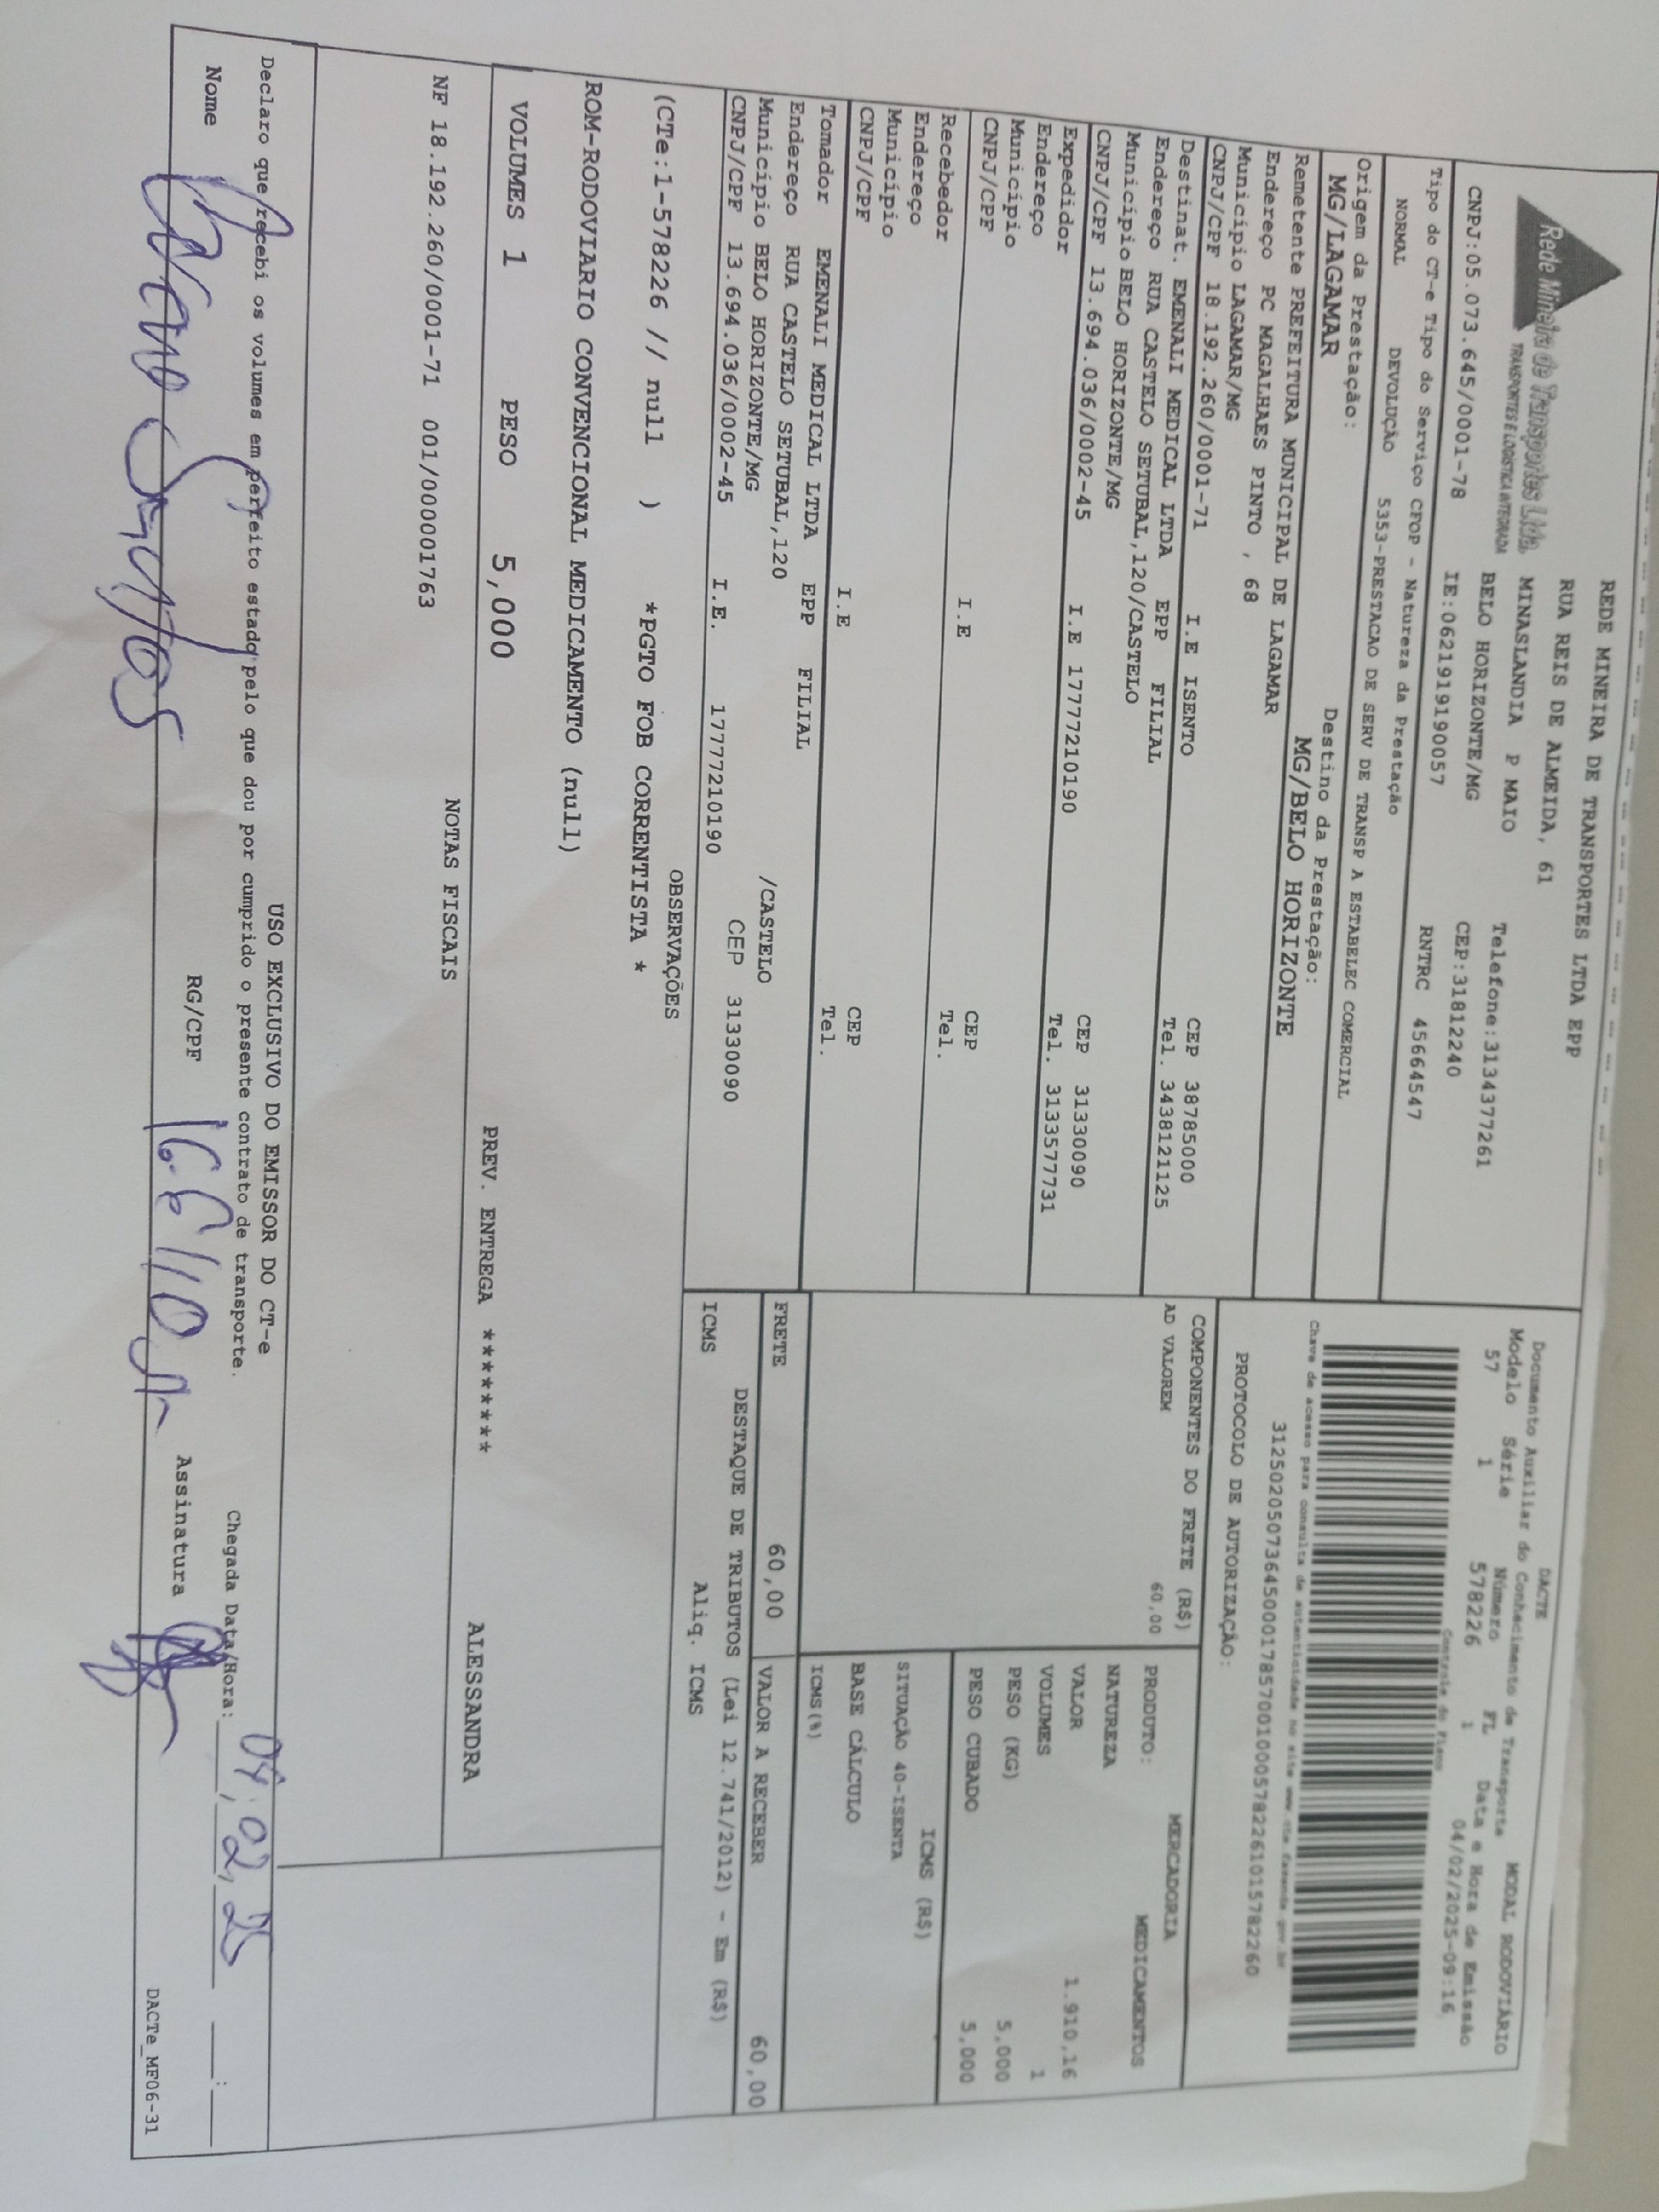 Rede Mineira de Transportes Ltda.
TRANSPORTES E LOGISTICA INTEGRADA
REDE MINEIRA DE TRANSPORTES LTDA EPP
RUA REIS DE ALMEIDA, 61
MINASLANDIA P MAIO Telefone:3134377261
BELO HORIZONTE/MG CEP:31812240
CNPJ:05.073.645/0001-78 IE:0621919190057 RNTRC 45664547
Tipo do CT-e Tipo do Serviço CFOP - Natureza da Prestação
NORMAL DEVOLUÇÃO 5353-PRESTACAO DE SERV DE TRANSP A ESTABELEC COMERCIAL
Origem da Prestação: Destino da Prestação:
MG/LAGAMAR MG/BELO HORIZONTE
Remetente PREFEITURA MUNICIPAL DE LAGAMAR
Endereço PC MAGALHAES PINTO , 68
Município LAGAMAR/MG CEP 38785000
CNPJ/CPF 18.192.260/0001-71 I.E ISENTO Tel. 3438121125
Destinat. EMENALI MEDICAL LTDA EPP FILIAL
Endereço RUA CASTELO SETUBAL,120/CASTELO
Município BELO HORIZONTE/MG CEP 31330090
CNPJ/CPF 13.694.036/0002-45 I.E 1777721019​0 Tel. 3133577731
Expedidor
Endereço
Município CEP
CNPJ/CPF I.E Tel.
Recebedor
Endereço
Município CEP
CNPJ/CPF I.E Tel.
Tomador EMENALI MEDICAL LTDA EPP FILIAL
Endereço RUA CASTELO SETUBAL,120 /CASTELO
Município BELO HORIZONTE/MG CEP 31330090
CNPJ/CPF 13.694.036/0002-45 I.E. 17777210190
DACTE
Documento Auxiliar do Conhecimento de Transporte MODAL RODOVIÁRIO
Modelo Série Número FL Data e Hora de Emissão
57 1 578226 1 04/02/2025-09:16
Controle do Fisco
Chave de acesso para consulta de autenticidade no site www.cte.fazenda.gov.br
31250205073645000178570010005782261015782260
PROTOCOLO DE AUTORIZAÇÃO:
COMPONENTES DO FRETE (R$)
AD VALOREM 60,00
MERCADORIA
PRODUTO: MEDICAMENTOS
NATUREZA
VALOR 1.910,16
VOLUMES 1
PESO (KG) 5,000
PESO CUBADO 5,000
ICMS (R$)
SITUAÇÃO 40-ISENTA
BASE CÁLCULO
ICMS(%)
FRETE 60,00 VALOR A RECEBER 60,00
DESTAQUE DE TRIBUTOS (Lei 12.741/2012) - Em (R$)
ICMS Aliq. ICMS
OBSERVAÇÕES
(CTe:1-578226 // null ) *PGTO FOB CORRENTISTA *
ROM-RODOVIARIO CONVENCIONAL MEDICAMENTO (null)
VOLUMES 1 PESO 5,000 PREV. ENTREGA ******** ALESSANDRA
NOTAS FISCAIS
NF 18.192.260/0001-71 001/00001763
USO EXCLUSIVO DO EMISSOR DO CT-e
Declaro que recebi os volumes em perfeito estado pelo que dou por cumprido o presente contrato de transporte. Chegada Data/Hora: 04,02,25 __:__
Nome RG/CPF Assinatura
DACTe_MF06-31